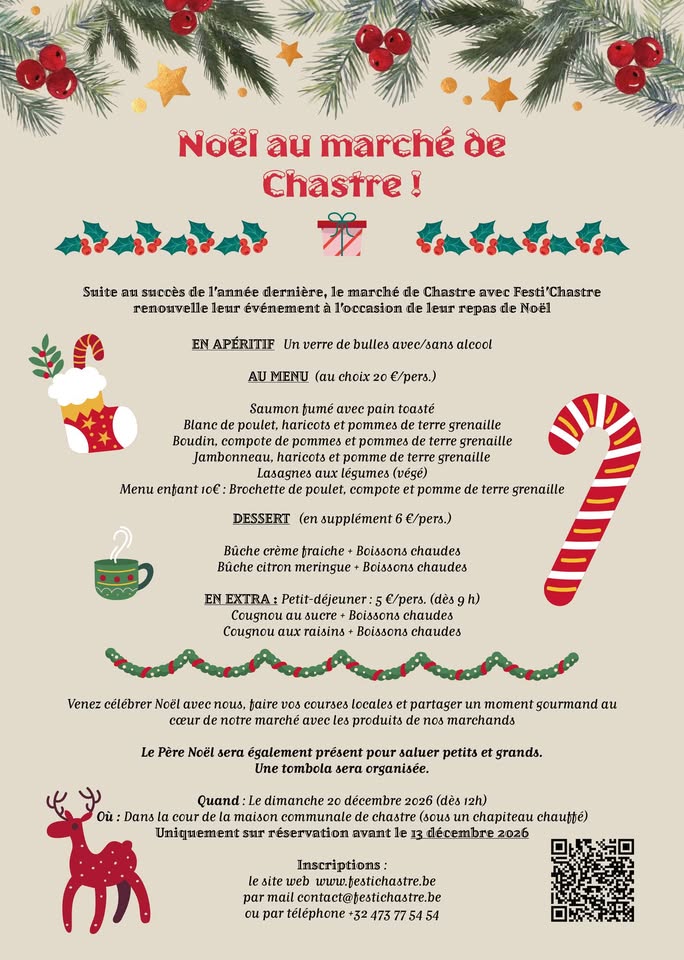 Noël au marché de
Chastre !
Suite au succès de l'année dernière, le marché de Chastre avec Festi'Chastre
renouvelle leur événement à l'occasion de leur repas de Noël
EN APÉRITIF Un verre de bulles avec/sans alcool
AU MENU (au choix 20 €/pers.)
Saumon fumé avec pain toasté
Blanc de poulet, haricots et pommes de terre grenaille
Boudin, compote de pommes et pommes de terre grenaille
Jambonneau, haricots et pomme de terre grenaille
Lasagnes aux légumes (végé)
Menu enfant 10€ : Brochette de poulet, compote et pomme de terre grenaille
DESSERT (en supplément 6 €/pers.)
Bûche crème fraiche + Boissons chaudes
Bûche citron meringue + Boissons chaudes
EN EXTRA : Petit-déjeuner : 5 €/pers. (dès 9 h)
Cougnou au sucre + Boissons chaudes
Cougnou aux raisins + Boissons chaudes
Venez célébrer Noël avec nous, faire vos courses locales et partager un moment gourmand au
cœur de notre marché avec les produits de nos marchands
Le Père Noël sera également présent pour saluer petits et grands.
Une tombola sera organisée.
Quand : Le dimanche 20 décembre 2026 (dès 12h)
Où : Dans la cour de la maison communale de chastre (sous un chapiteau chauffé)
Uniquement sur réservation avant le 13 décembre 2026
Inscriptions :
le site web www.festichastre.be
par mail contact@festichastre.be
ou par téléphone +32 473 77 54 54